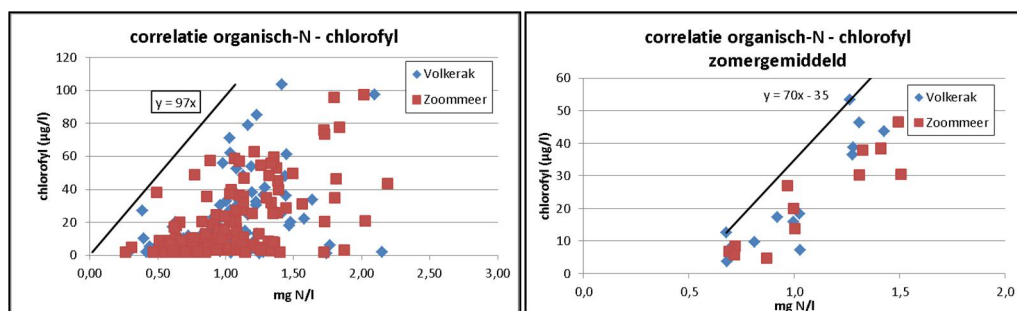 correlatie organisch-N - chlorofyl
120
100
80
60
40
20
0
chlorofyl (µg/l)
y = 97x
Volkerak
Zoommeer
0,00 0,50 1,00 1,50 2,00 2,50 3,00
mg N/l
correlatie organisch-N - chlorofyl
zomergemiddeld
60
50
40
30
20
10
0
chlorofyl (µg/l)
y = 70x - 35
Volkerak
Zoommeer
0,0 0,5 1,0 1,5 2,0
mg N/l